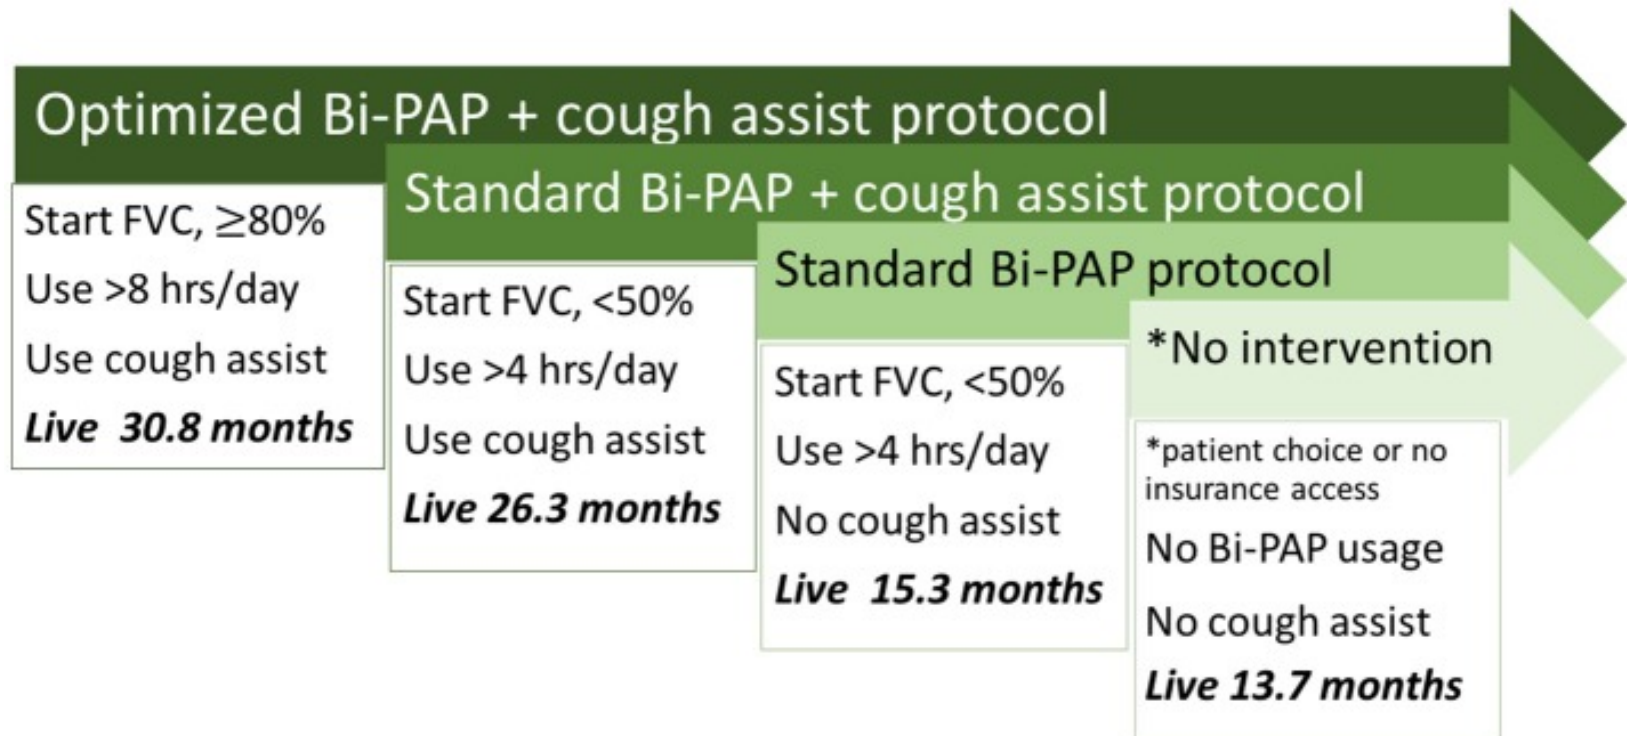 Optimized Bi-PAP + cough assist protocol
Start FVC, ≥80%
Use >8 hrs/day
Use cough assist
Live 30.8 months
Standard Bi-PAP + cough assist protocol
Start FVC, <50%
Use >4 hrs/day
Use cough assist
Live 26.3 months
Standard Bi-PAP protocol
Start FVC, <50%
Use >4 hrs/day
No cough assist
Live 15.3 months
*No intervention
*patient choice or no
insurance access
No Bi-PAP usage
No cough assist
Live 13.7 months